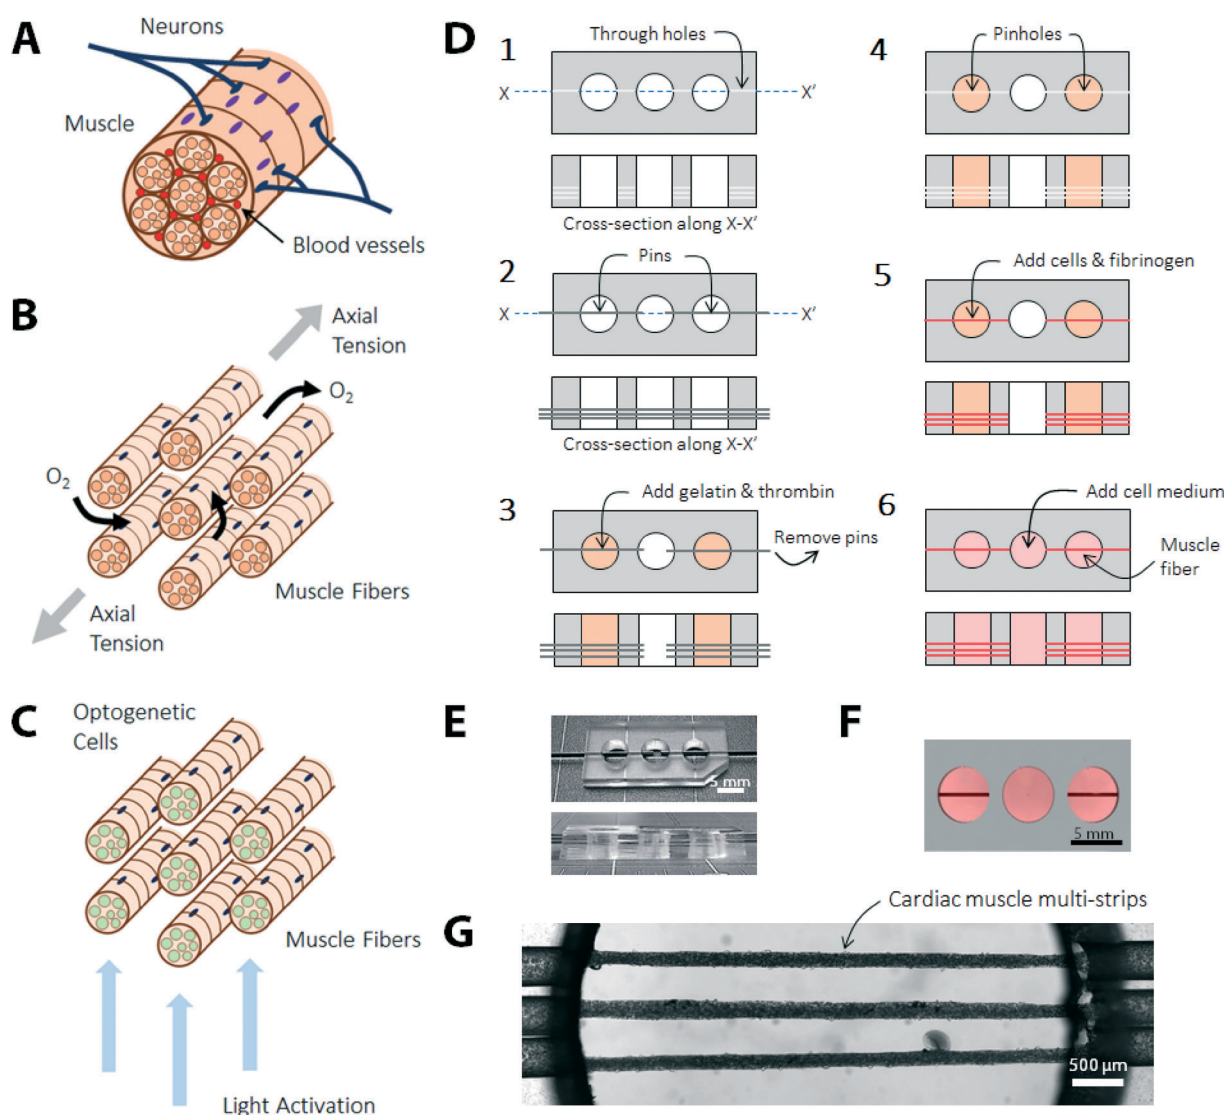 A
Neurons
Muscle
Blood vessels
B
Axial
Tension
O2
O2
Axial
Tension
Muscle Fibers
C
Optogenetic
Cells
Muscle Fibers
Light Activation
D
1
Through holes
X
X'
Cross-section along X-X'
2
Pins
X
X'
Cross-section along X-X'
3
Add gelatin & thrombin
Remove pins
4
Pinholes
5
Add cells & fibrinogen
6
Add cell medium
Muscle
fiber
E
5 mm
F
5 mm
G
Cardiac muscle multi-strips
500 µm